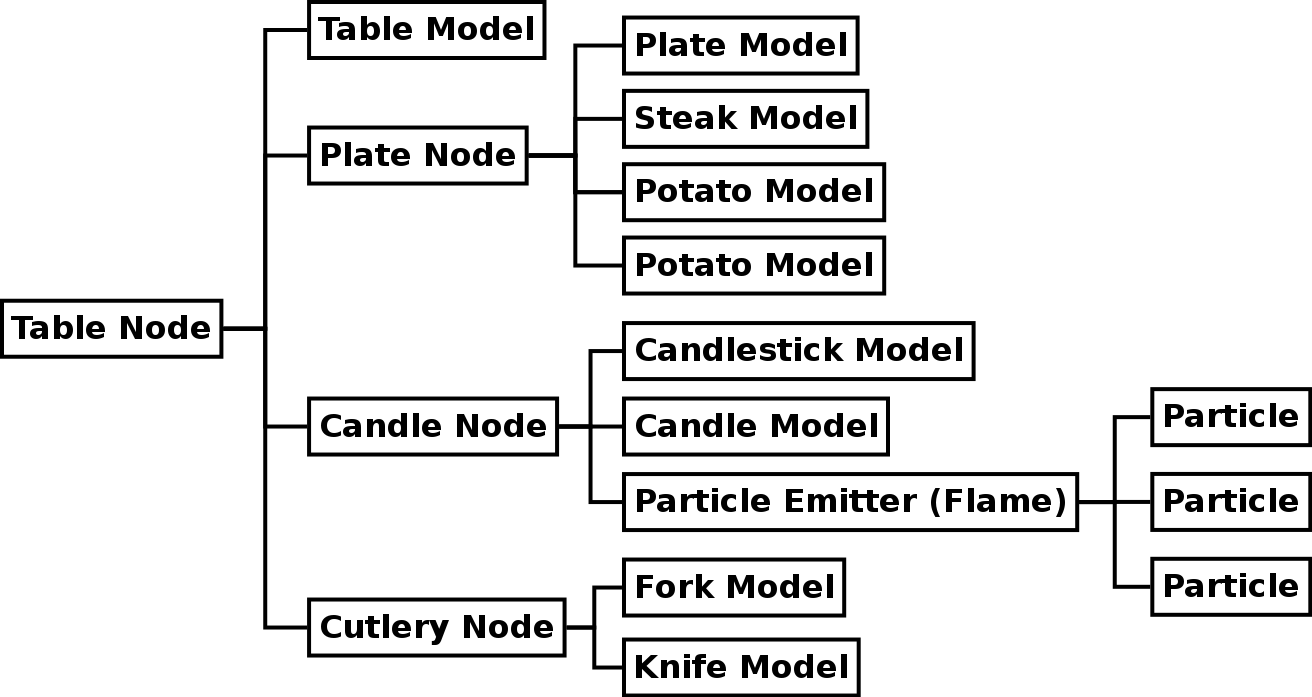 Table Node
Table Model
Plate Node
Plate Model
Steak Model
Potato Model
Potato Model
Candle Node
Candlestick Model
Candle Model
Particle Emitter (Flame)
Particle
Particle
Particle
Cutlery Node
Fork Model
Knife Model